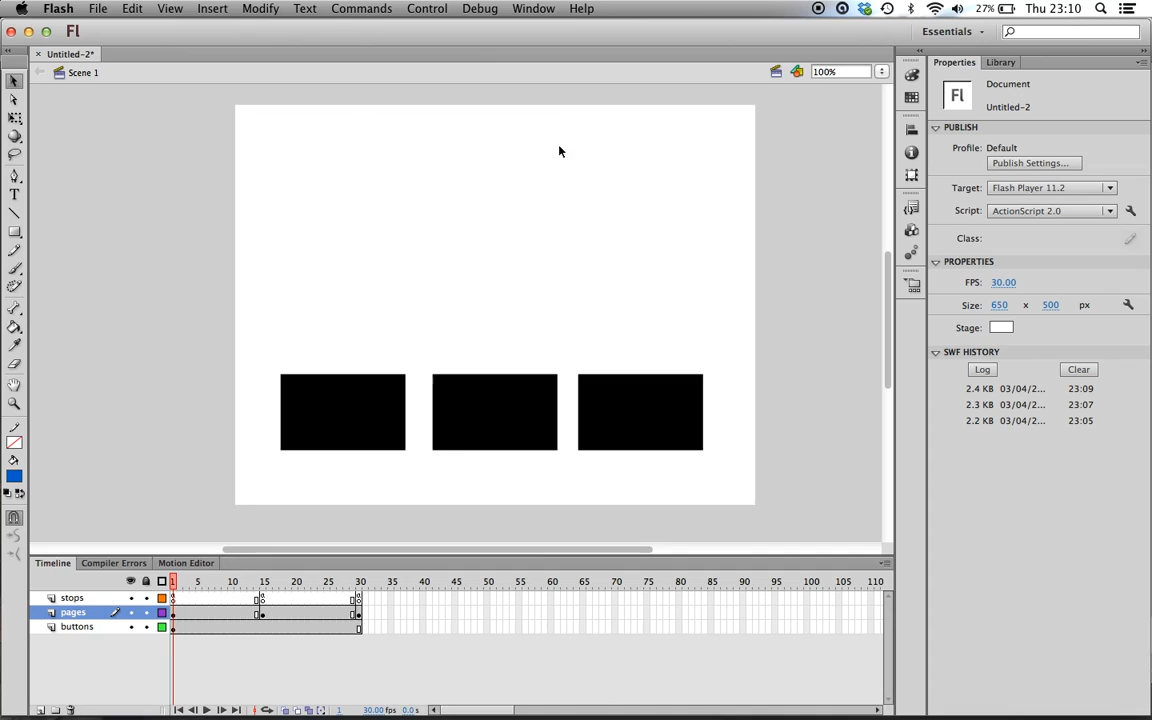 Flash File Edit View Insert Modify Text Commands Control Debug Window Help 27% Thu 23:10
Fl Essentials
× Untitled-2*
Scene 1 100%
Properties Library
Fl Document
Untitled-2
PUBLISH
Profile: Default
Publish Settings...
Target: Flash Player 11.2
Script: ActionScript 2.0
Class:
PROPERTIES
FPS: 30.00
Size: 650 x 500 px
Stage:
SWF HISTORY
Log Clear
2.4 KB 03/04/2... 23:09
2.3 KB 03/04/2... 23:07
2.2 KB 03/04/2... 23:05
T
Timeline Compiler Errors Motion Editor
1 5 10 15 20 25 30 35 40 45 50 55 60 65 70 75 80 85 90 95 100 105 110
stops
pages
buttons
1 30.00 fps 0.0 s